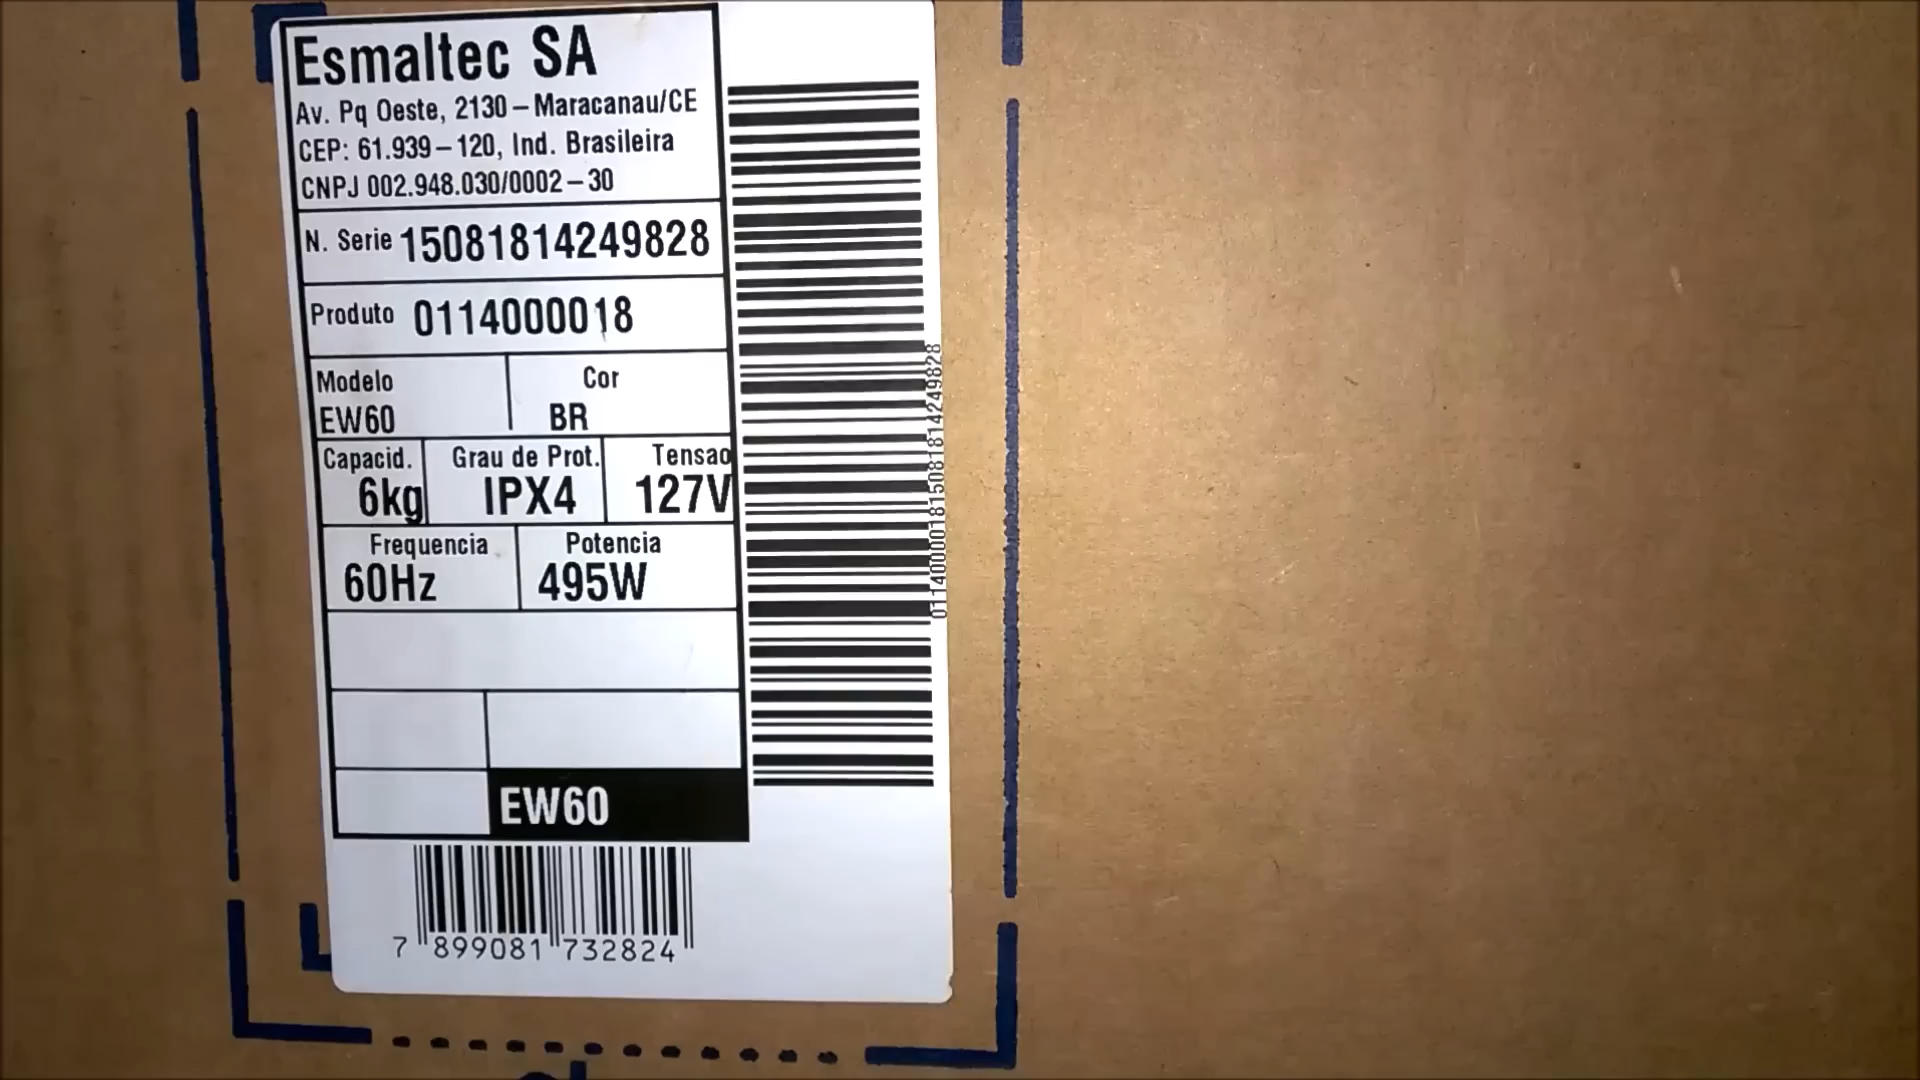 Esmaltec SA
Av. Pq Oeste, 2130 – Maracanau/CE
CEP: 61.939 – 120, Ind. Brasileira
CNPJ 002.948.030/0002 – 30
N. Serie 15081814249828
Produto 0114000018
Modelo Cor
EW60 BR
Capacid. Grau de Prot. Tensao
6kg IPX4 127V
Frequencia Potencia
60Hz 495W
EW60
7 899081 732824
011400001815081814249828